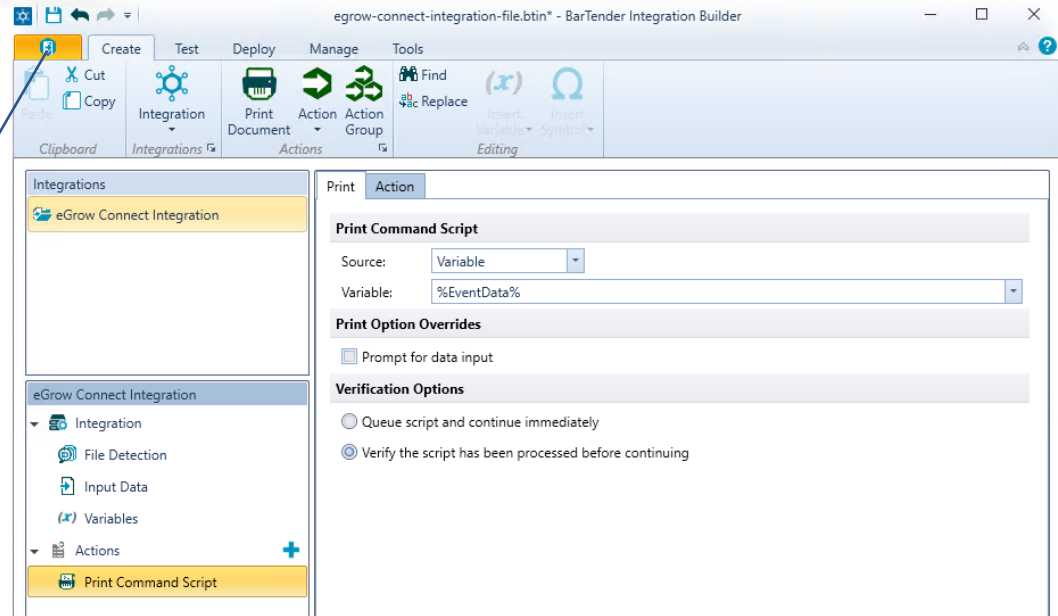 egrow-connect-integration-file.btin* - BarTender Integration Builder
Create Test Deploy Manage Tools
Paste
Cut
Copy
Clipboard
Integration
Integrations
Print Document
Action
Action Group
Actions
Find
Replace
Insert Variable
Insert Symbol
Editing
Integrations
eGrow Connect Integration
eGrow Connect Integration
Integration
File Detection
Input Data
(x) Variables
Actions
Print Command Script
Print Action
Print Command Script
Source: Variable
Variable: %EventData%
Print Option Overrides
Prompt for data input
Verification Options
Queue script and continue immediately
Verify the script has been processed before continuing